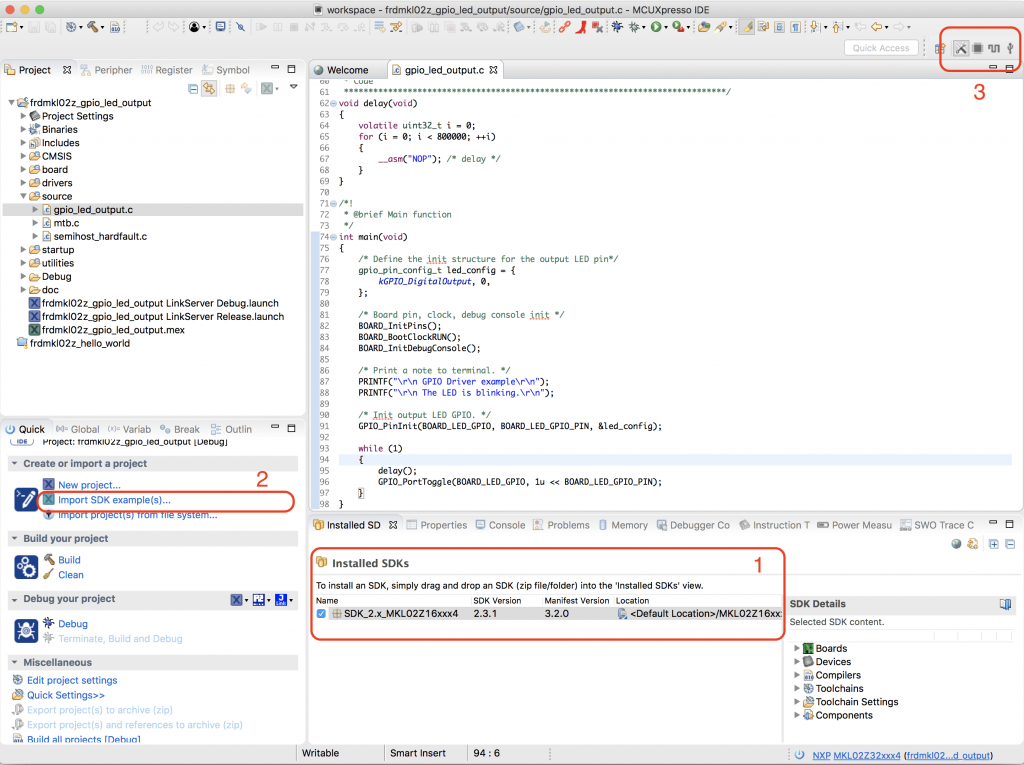 workspace - frdmkl02z_gpio_led_output/source/gpio_led_output.c - MCUXpresso IDE
Quick Access
3
Project
Peripher
Register
Symbol
frdmkl02z_gpio_led_output
Project Settings
Binaries
Includes
CMSIS
board
drivers
source
gpio_led_output.c
mtb.c
semihost_hardfault.c
startup
utilities
Debug
doc
frdmkl02z_gpio_led_output LinkServer Debug.launch
frdmkl02z_gpio_led_output LinkServer Release.launch
frdmkl02z_gpio_led_output.mex
frdmkl02z_hello_world
Welcome
gpio_led_output.c
60 * Code
61 ******************************************************************************/
62 void delay(void)
63 {
64 volatile uint32_t i = 0;
65 for (i = 0; i < 800000; ++i)
66 {
67 __asm("NOP"); /* delay */
68 }
69 }
70
71 /*!
72 * @brief Main function
73 */
74 int main(void)
75 {
76 /* Define the init structure for the output LED pin*/
77 gpio_pin_config_t led_config = {
78 kGPIO_DigitalOutput, 0,
79 };
80
81 /* Board pin, clock, debug console init */
82 BOARD_InitPins();
83 BOARD_BootClockRUN();
84 BOARD_InitDebugConsole();
85
86 /* Print a note to terminal. */
87 PRINTF("\r\n GPIO Driver example\r\n");
88 PRINTF("\r\n The LED is blinking.\r\n");
89
90 /* Init output LED GPIO. */
91 GPIO_PinInit(BOARD_LED_GPIO, BOARD_LED_GPIO_PIN, &led_config);
92
93 while (1)
94 {
95 delay();
96 GPIO_PortToggle(BOARD_LED_GPIO, 1u << BOARD_LED_GPIO_PIN);
97 }
98 }
Quick
Global
Variab
Break
Outlin
IDE Project: frdmkl02z_gpio_led_output [Debug]
Create or import a project
New project...
2
Import SDK example(s)...
Import project(s) from file system...
Build your project
Build
Clean
Debug your project
Debug
Terminate, Build and Debug
Miscellaneous
Edit project settings
Quick Settings>>
Export project(s) to archive (zip)
Export project(s) and references to archive (zip)
Build all projects [Debug]
Installed SD
Properties
Console
Problems
Memory
Debugger Co
Instruction T
Power Measu
SWO Trace C
Installed SDKs
1
To install an SDK, simply drag and drop an SDK (zip file/folder) into the 'Installed SDKs' view.
Name SDK Version Manifest Version Location
SDK_2.x_MKL02Z16xxx4 2.3.1 3.2.0 <Default Location>/MKL02Z16xx
SDK Details
Selected SDK content.
Boards
Devices
Compilers
Toolchains
Toolchain Settings
Components
Writable
Smart Insert
94 : 6
NXP MKL02Z32xxx4 (frdmkl02...d_output)